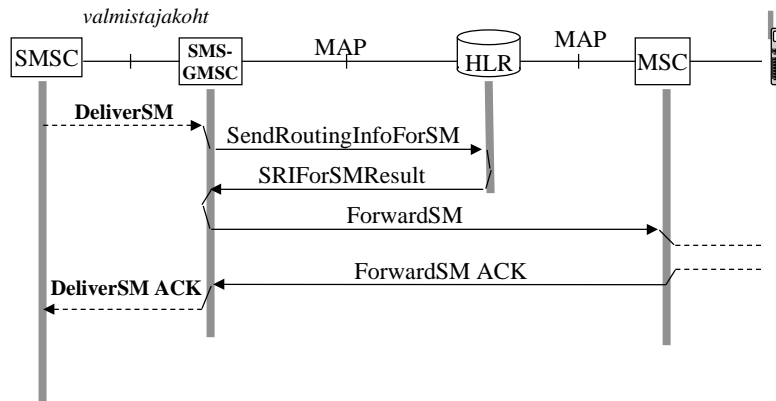 valmistajakoht
SMSC
SMS-
GMSC
MAP
HLR
MAP
MSC
DeliverSM
SendRoutingInfoForSM
SRIForSMResult
ForwardSM
ForwardSM ACK
DeliverSM ACK